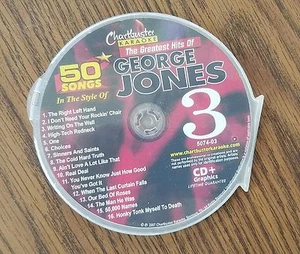 Chartbuster
KARAOKE
The Greatest Hits Of
GEORGE
JONES
50
SONGS
In The Style Of
3
5074-03
1. The Right Left Hand
2. I Don't Need Your Rockin' Chair
3. Writing On The Wall
4. High-Tech Redneck
5. One
6. Choices
7. Sinners And Saints
8. The Cold Hard Truth
9. Ain't Love A Lot Like That
10. Real Deal
11. You Never Know Just How Good
You've Got It
12. When The Last Curtain Falls
13. Our Bed Of Roses
14. The Man He Was
15. 50,000 Names
16. Honky Tonk Myself To Death
www.chartbusterkaraoke.com
CD+
Graphics
LIFETIME GUARANTEE